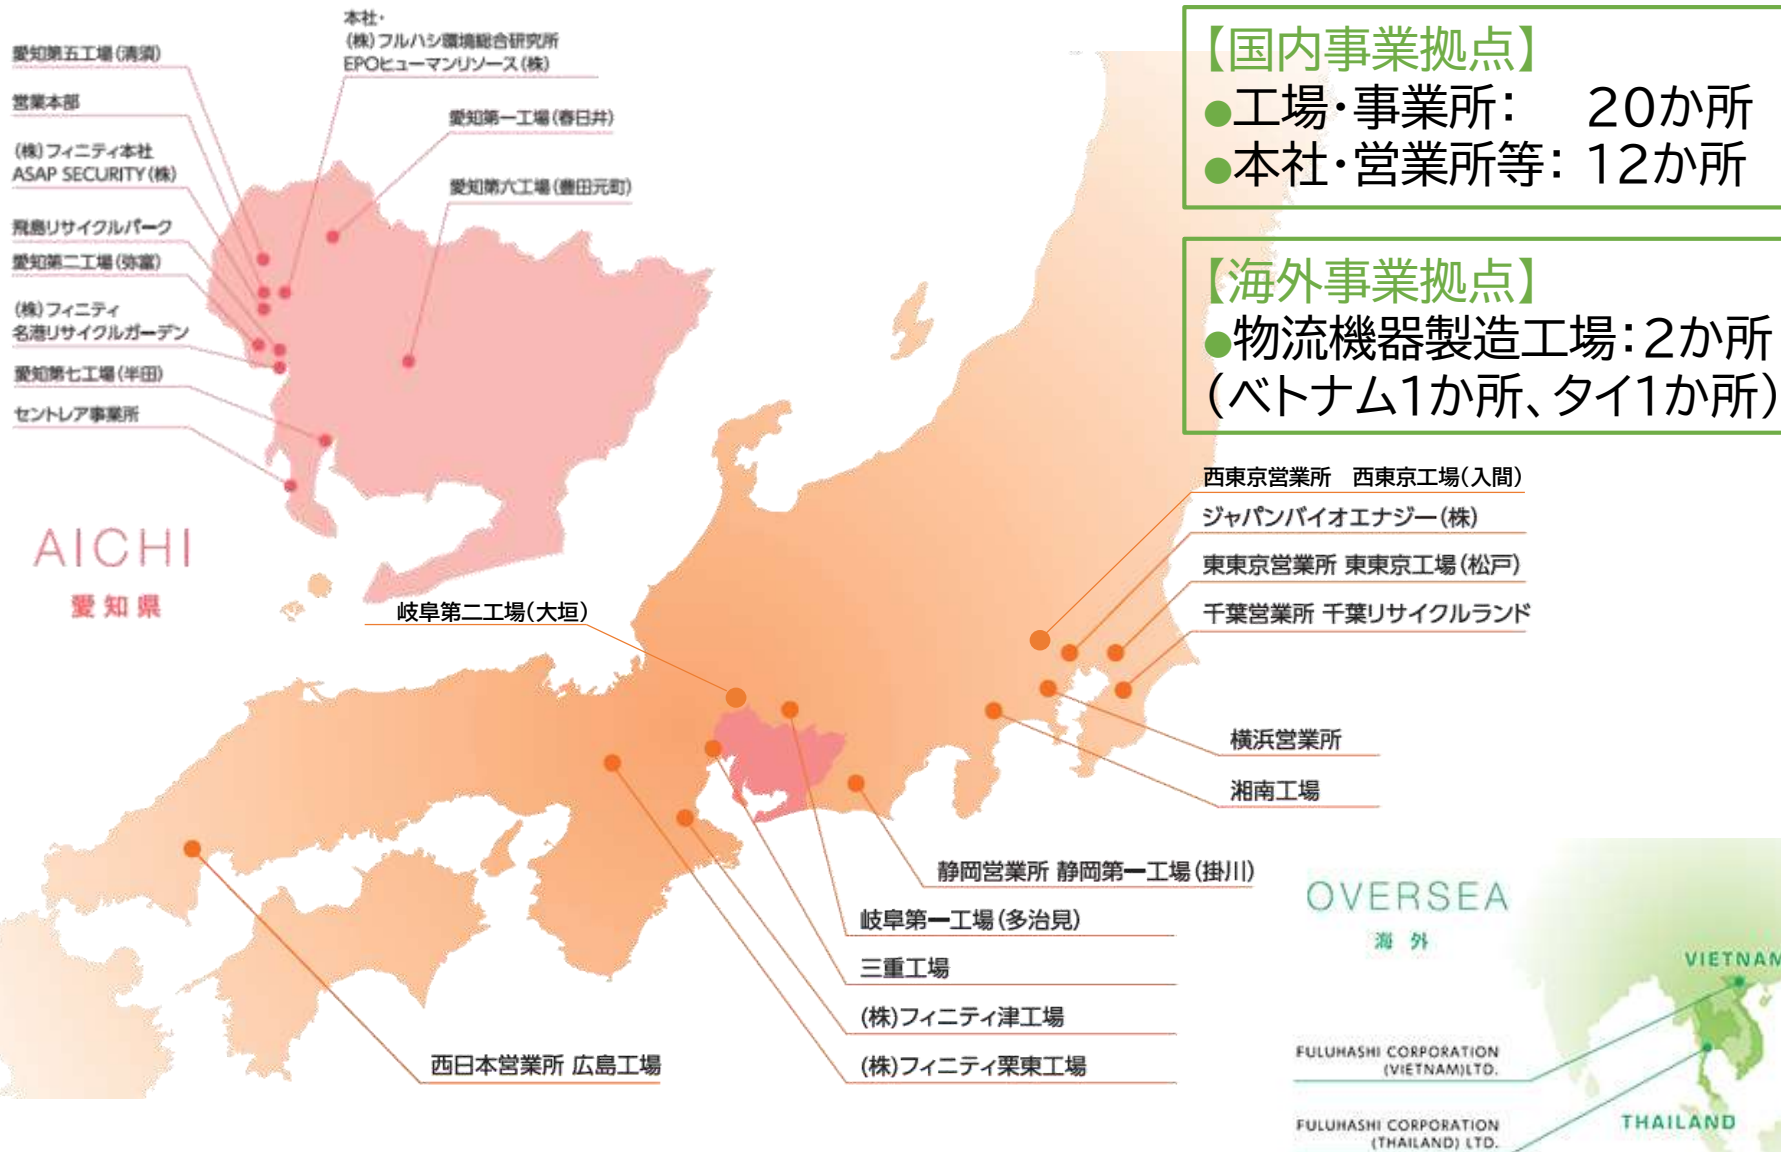 本社・
(株)フルハシ環境総合研究所
EPOヒューマンリソース(株)
愛知第五工場(清須)
営業本部
(株)フィニティ本社
ASAP SECURITY(株)
飛島リサイクルパーク
愛知第二工場(弥富)
(株)フィニティ
名港リサイクルガーデン
愛知第七工場(半田)
セントレア事業所
愛知第一工場(春日井)
愛知第六工場(豊田元町)
AICHI
愛知県
【国内事業拠点】
●工場・事業所: 20か所
●本社・営業所等:12か所
【海外事業拠点】
●物流機器製造工場:2か所
(ベトナム1か所、タイ1か所)
西東京営業所 西東京工場(入間)
ジャパンバイオエナジー(株)
東東京営業所 東東京工場(松戸)
千葉営業所 千葉リサイクルランド
岐阜第二工場(大垣)
横浜営業所
湘南工場
静岡営業所 静岡第一工場(掛川)
岐阜第一工場(多治見)
三重工場
(株)フィニティ津工場
(株)フィニティ栗東工場
西日本営業所 広島工場
OVERSEA
海外
VIETNAM
FULUHASHI CORPORATION
(VIETNAM)LTD.
FULUHASHI CORPORATION
(THAILAND) LTD.
THAILAND